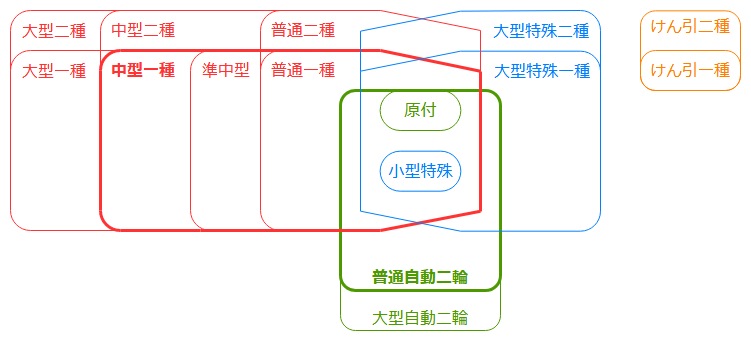 大型二種 中型二種 普通二種 大型特殊二種 けん引二種
大型一種 中型一種 準中型 普通一種 大型特殊一種 けん引一種
原付
小型特殊
普通自動二輪
大型自動二輪